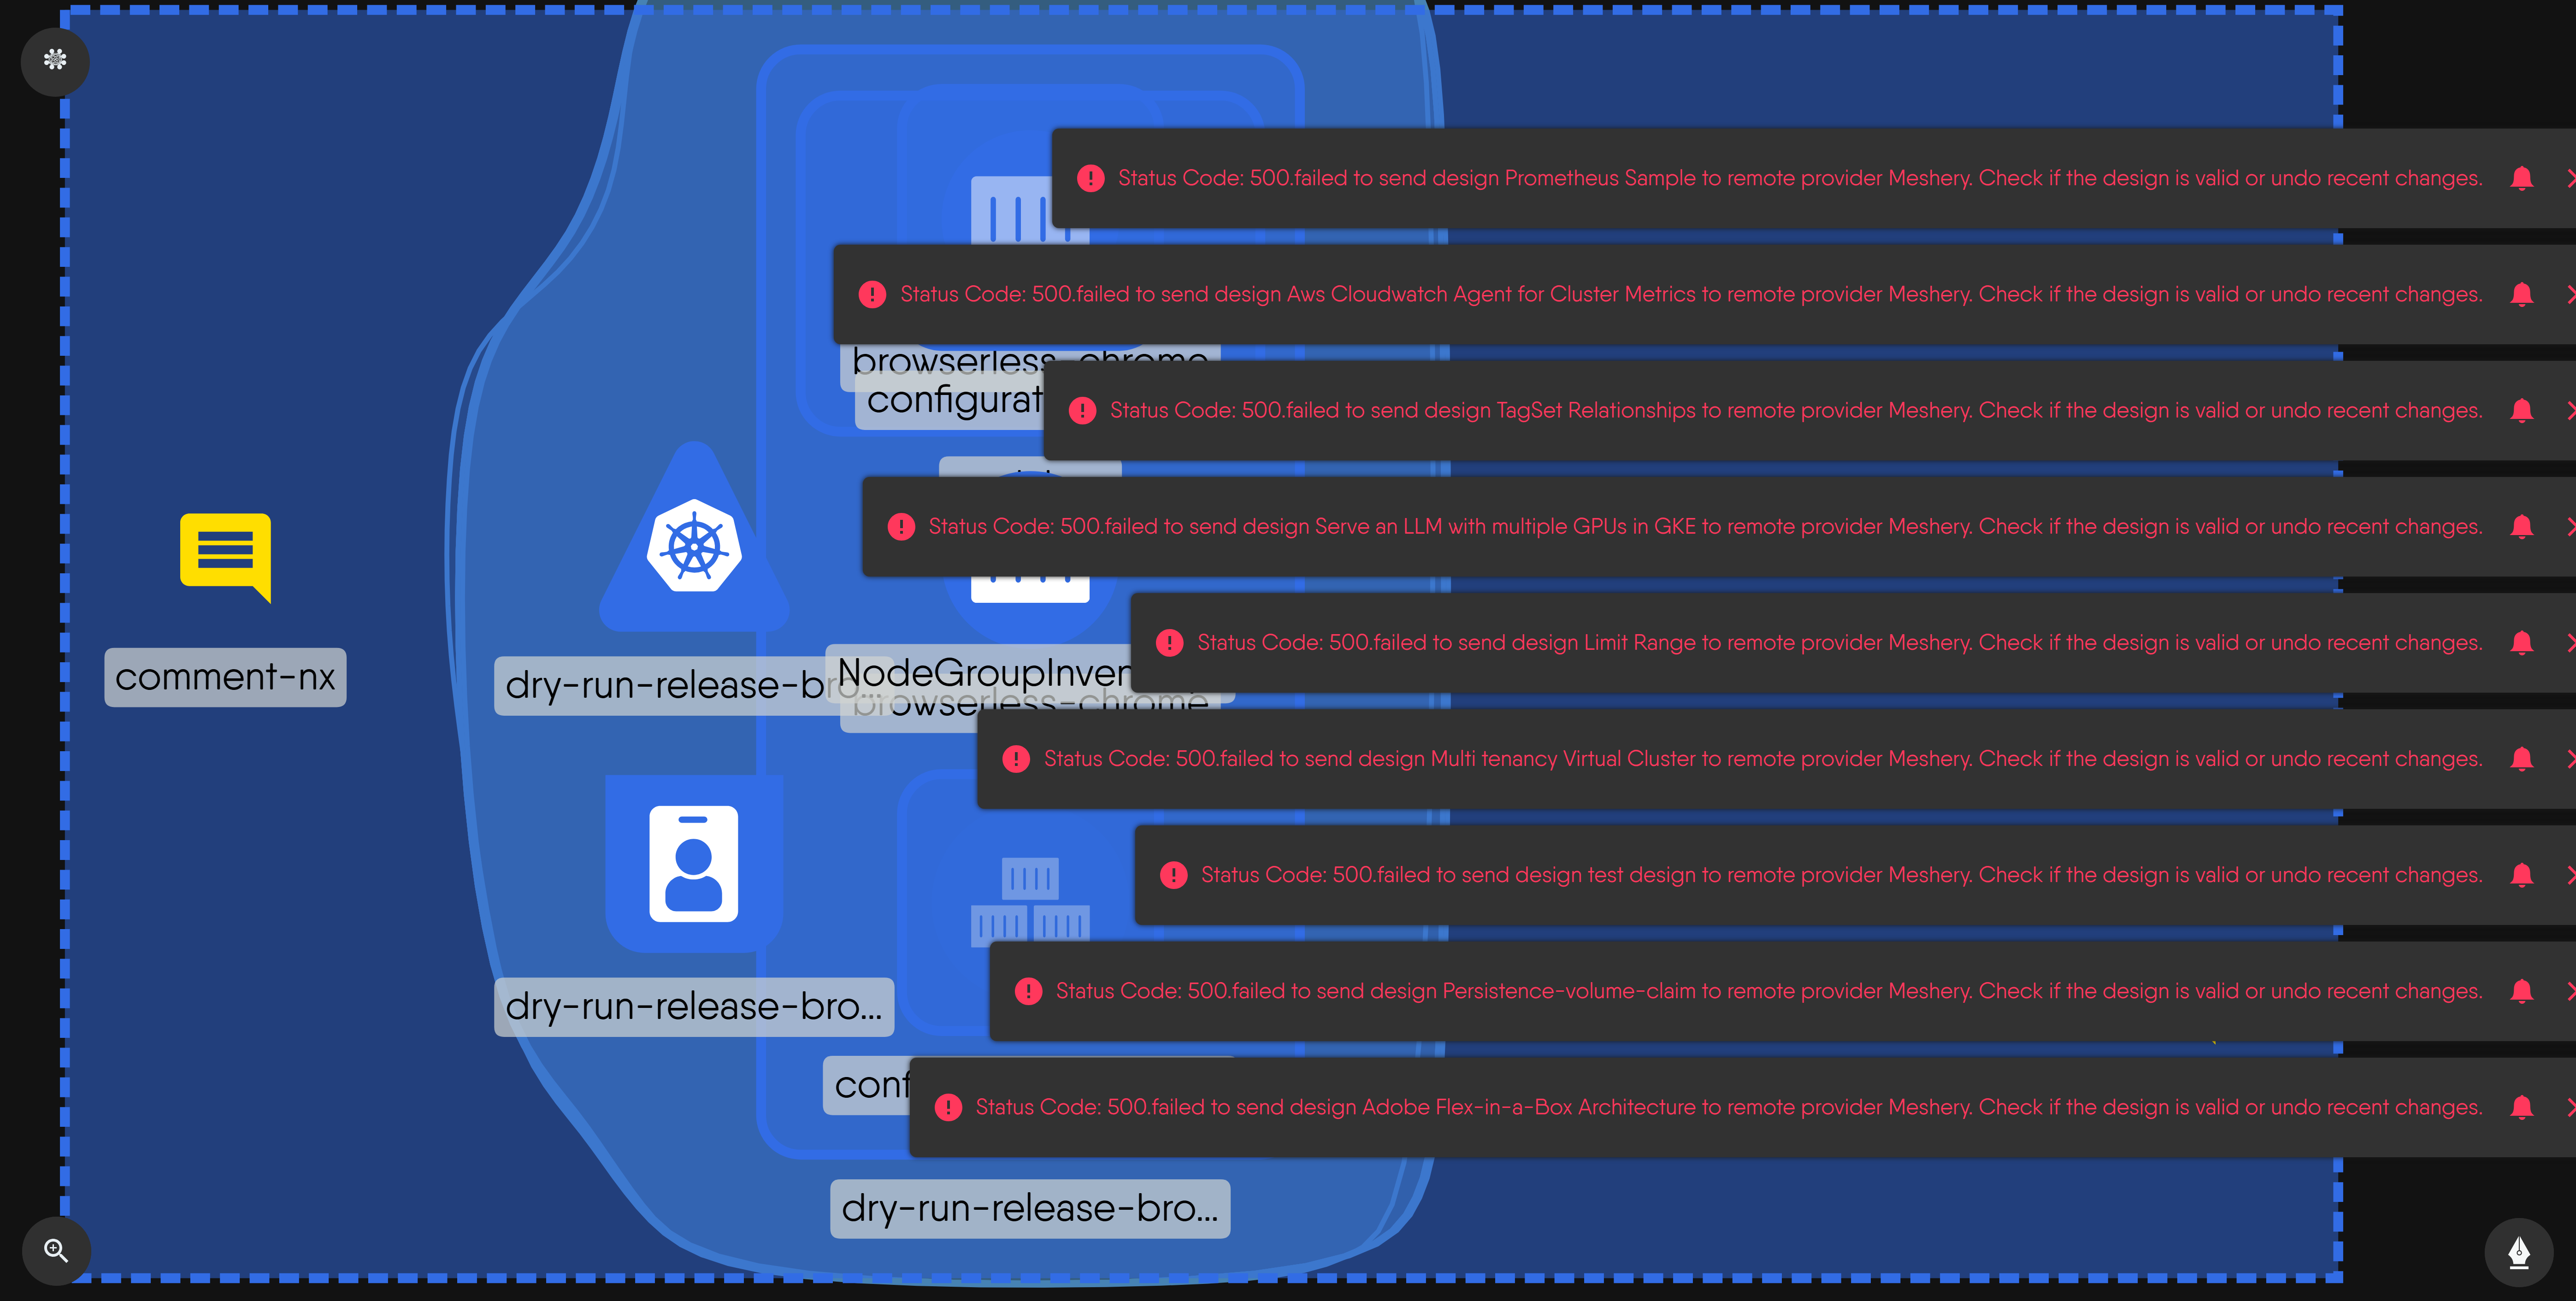 Status Code: 500.failed to send design Prometheus Sample to remote provider Meshery. Check if the design is valid or undo recent changes.
Status Code: 500.failed to send design Aws Cloudwatch Agent for Cluster Metrics to remote provider Meshery. Check if the design is valid or undo recent changes.
browserless-chrome
configurat
Status Code: 500.failed to send design TagSet Relationships to remote provider Meshery. Check if the design is valid or undo recent changes.
Status Code: 500.failed to send design Serve an LLM with multiple GPUs in GKE to remote provider Meshery. Check if the design is valid or undo recent changes.
Status Code: 500.failed to send design Limit Range to remote provider Meshery. Check if the design is valid or undo recent changes.
comment-nx
dry-run-release-bro...
NodeGroupInven
browserless-chrome
Status Code: 500.failed to send design Multi tenancy Virtual Cluster to remote provider Meshery. Check if the design is valid or undo recent changes.
Status Code: 500.failed to send design test design to remote provider Meshery. Check if the design is valid or undo recent changes.
Status Code: 500.failed to send design Persistence-volume-claim to remote provider Meshery. Check if the design is valid or undo recent changes.
dry-run-release-bro...
conf
Status Code: 500.failed to send design Adobe Flex-in-a-Box Architecture to remote provider Meshery. Check if the design is valid or undo recent changes.
dry-run-release-bro...